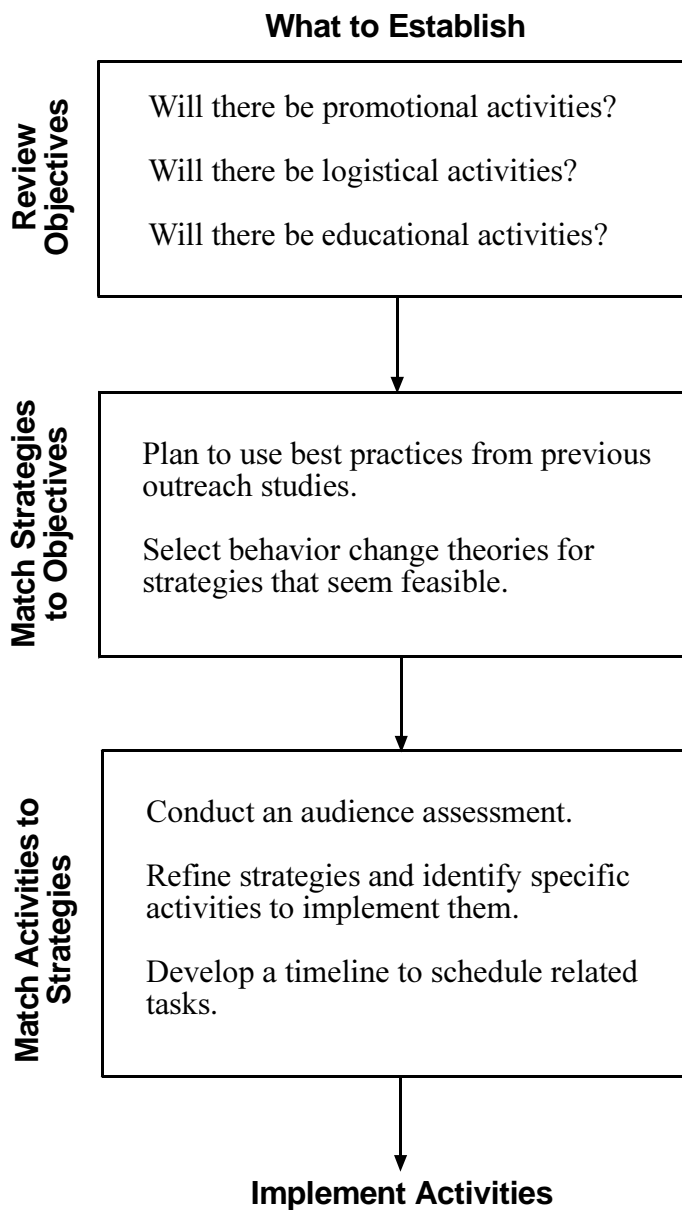 What to Establish
Review
Objectives
Will there be promotional activities?
Will there be logistical activities?
Will there be educational activities?
Match Strategies
to Objectives
Plan to use best practices from previous
outreach studies.
Select behavior change theories for
strategies that seem feasible.
Match Activities to
Strategies
Conduct an audience assessment.
Refine strategies and identify specific
activities to implement them.
Develop a timeline to schedule related
tasks.
Implement Activities